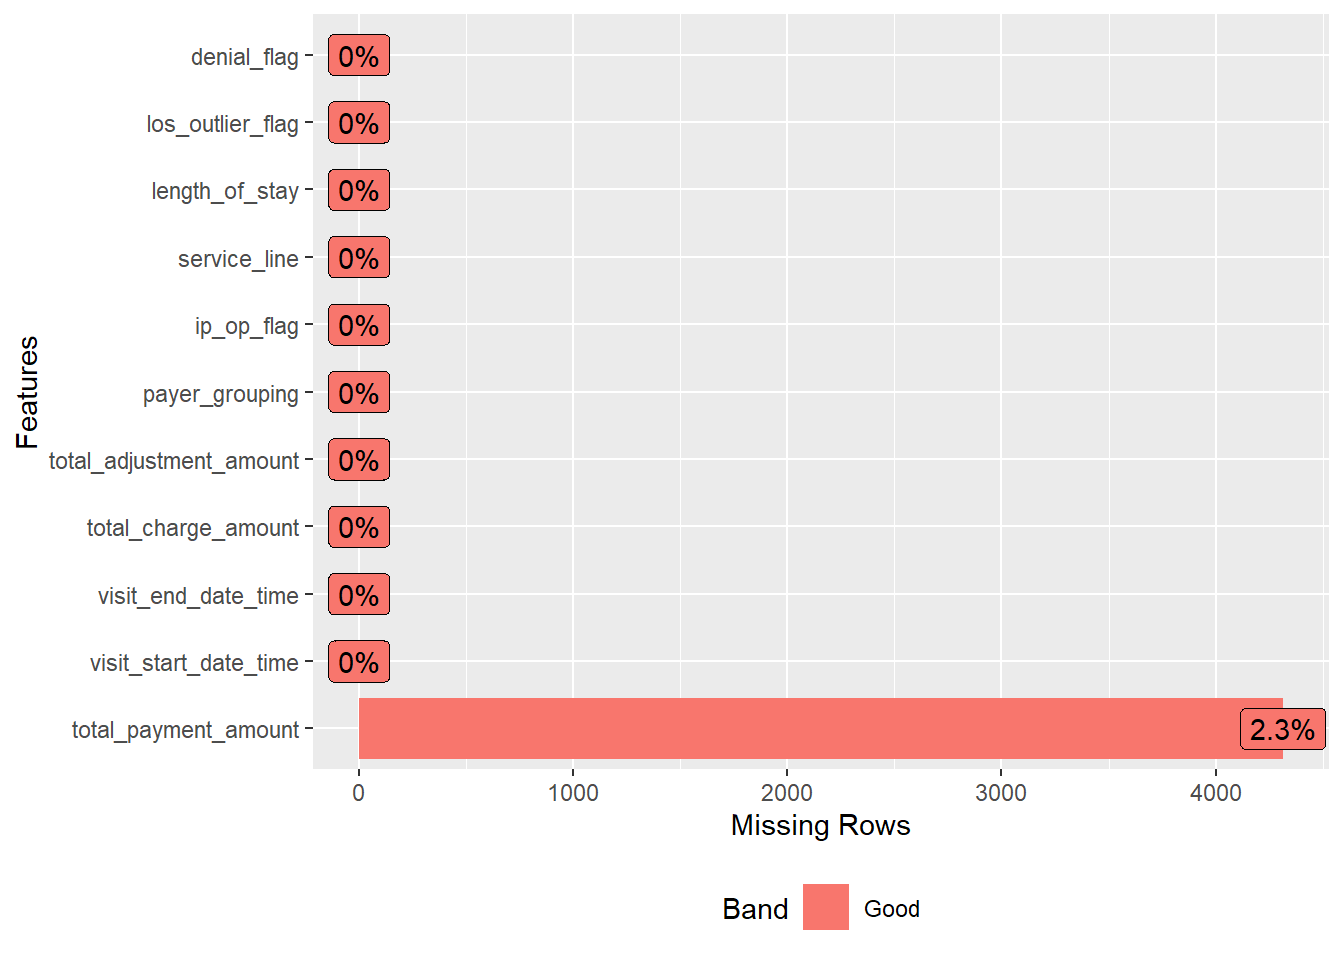 denial_flag 0%
los_outlier_flag 0%
length_of_stay 0%
service_line 0%
ip_op_flag 0%
payer_grouping 0%
total_adjustment_amount 0%
total_charge_amount 0%
visit_end_date_time 0%
visit_start_date_time 0%
total_payment_amount 2.3%
Features
0 1000 2000 3000 4000
Missing Rows
Band Good